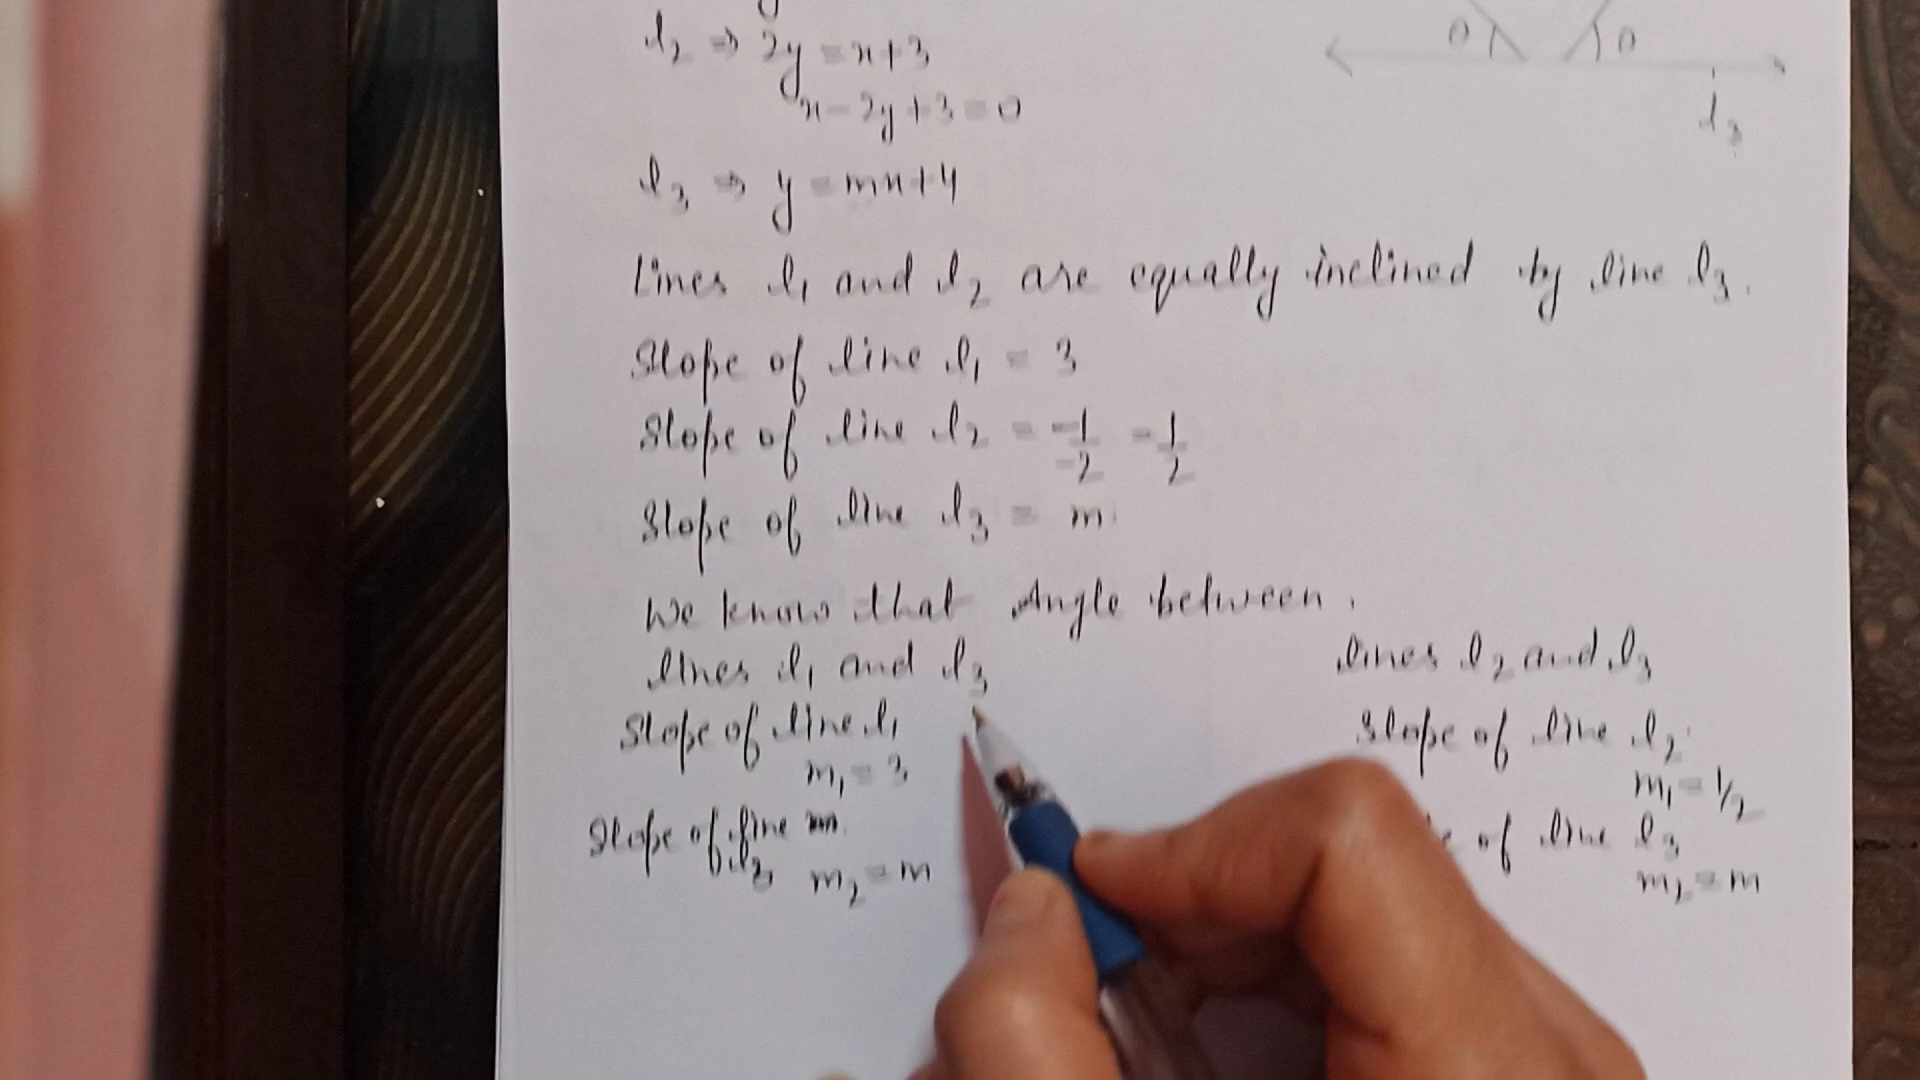 l₂ ⇒ 2y = x+3
x - 2y + 3 = 0
θ θ
l₃
l₃ ⇒ y = mx+4
Lines l₁ and l₂ are equally inclined by line l₃.
Slope of line l₁ = 3
Slope of line l₂ = -1/-2 = 1/2
Slope of line l₃ = m.
We know that Angle between,
lines l₁ and l₃
lines l₂ and l₃
Slope of line l₁
Slope of line l₂
m₁ = 3
m₁ = 1/2
Slope of line
l₃
of line l₃
m₂ = m
m₂ = m